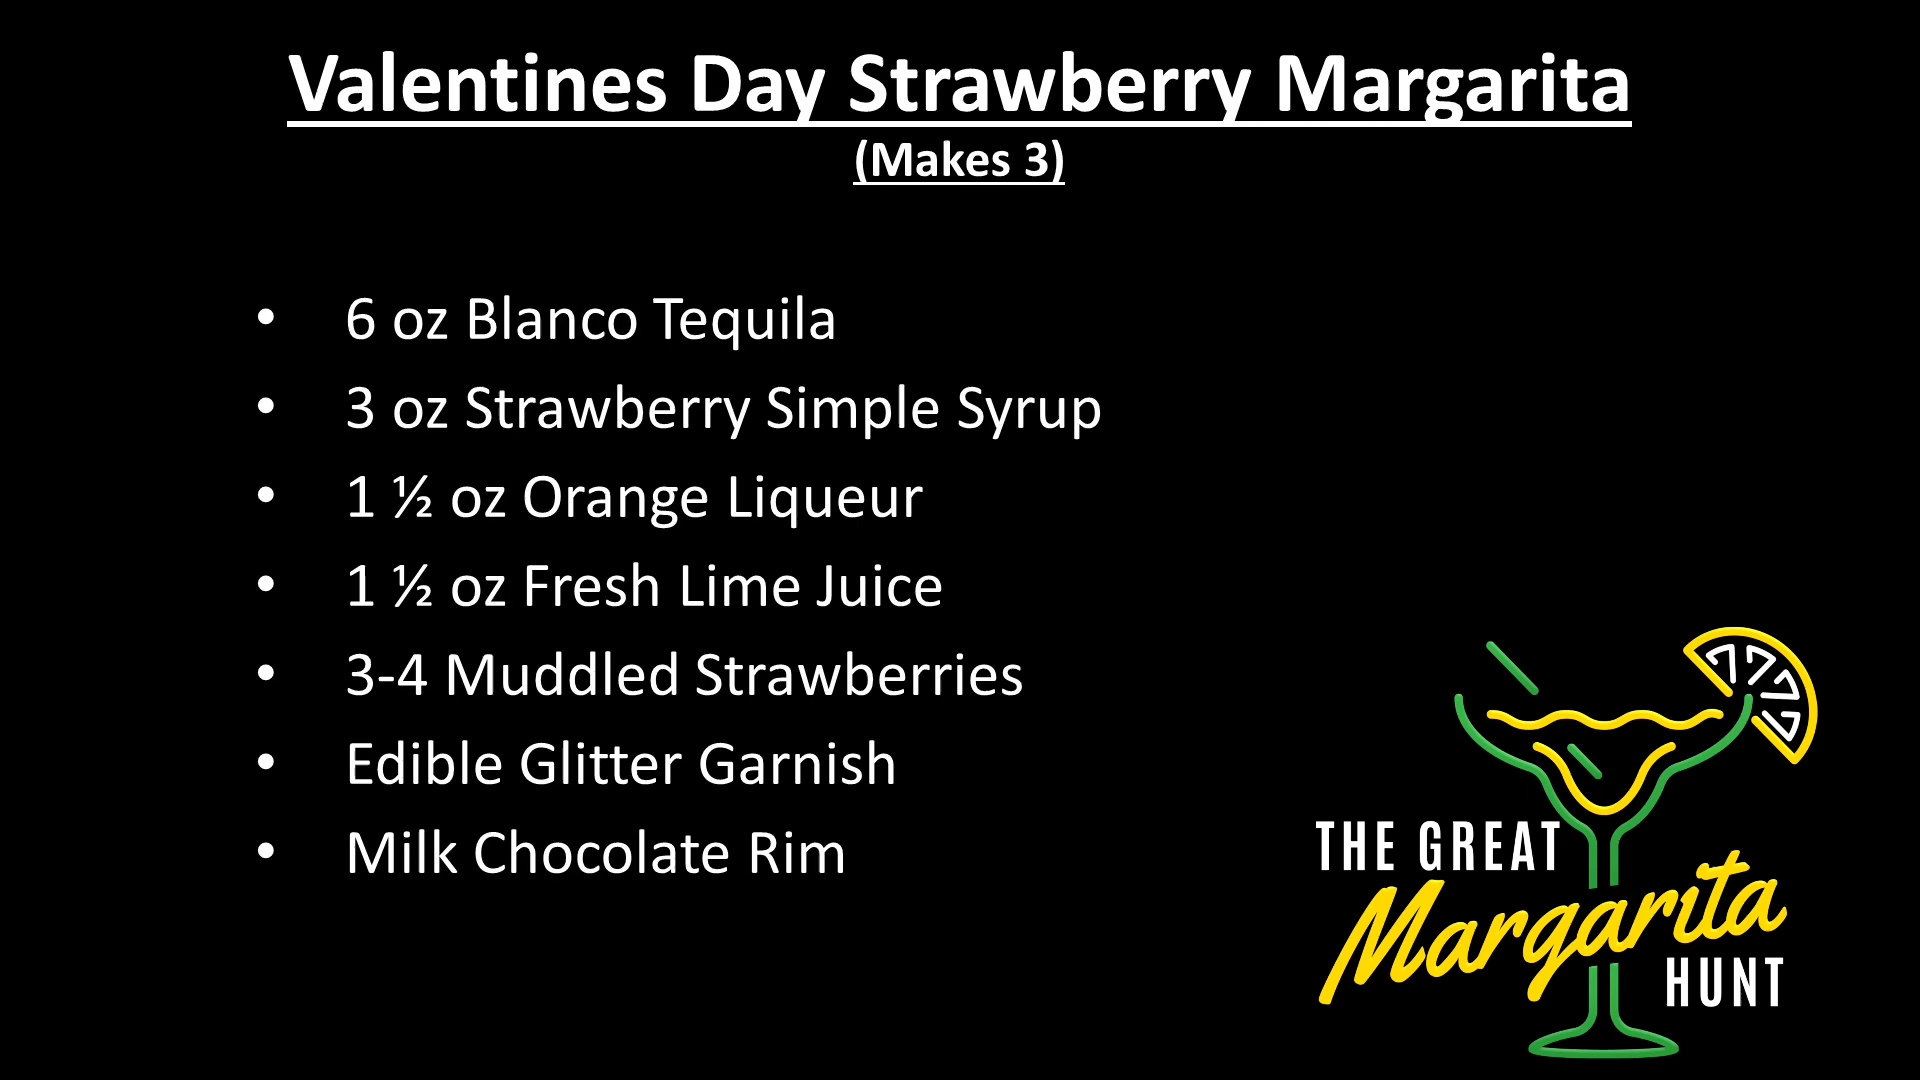 Valentines Day Strawberry Margarita
(Makes 3)
• 6 oz Blanco Tequila
• 3 oz Strawberry Simple Syrup
• 1 ½ oz Orange Liqueur
• 1 ½ oz Fresh Lime Juice
• 3-4 Muddled Strawberries
• Edible Glitter Garnish
• Milk Chocolate Rim
THE GREAT
Margarita
HUNT